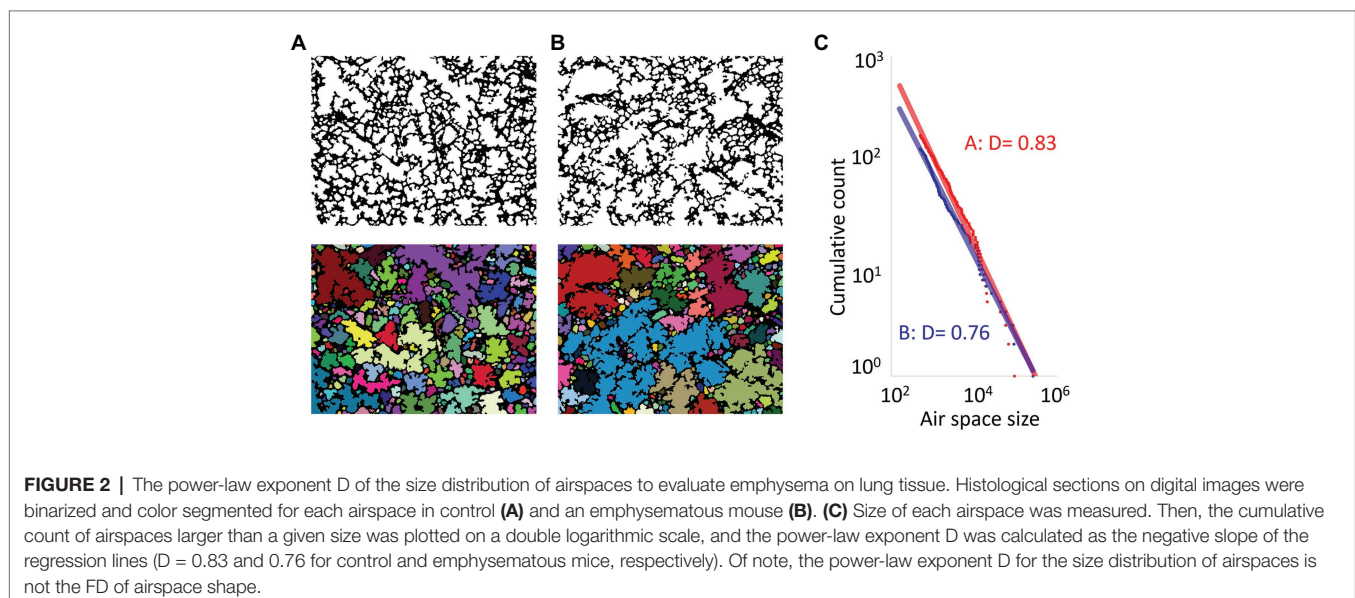 A
B
C
10³
10²
10¹
10⁰
Cumulative count
A: D= 0.83
B: D= 0.76
10² 10⁴ 10⁶
Air space size
FIGURE 2 | The power-law exponent D of the size distribution of airspaces to evaluate emphysema on lung tissue. Histological sections on digital images were
binarized and color segmented for each airspace in control (A) and an emphysematous mouse (B). (C) Size of each airspace was measured. Then, the cumulative
count of airspaces larger than a given size was plotted on a double logarithmic scale, and the power-law exponent D was calculated as the negative slope of the
regression lines (D = 0.83 and 0.76 for control and emphysematous mice, respectively). Of note, the power-law exponent D for the size distribution of airspaces is
not the FD of airspace shape.